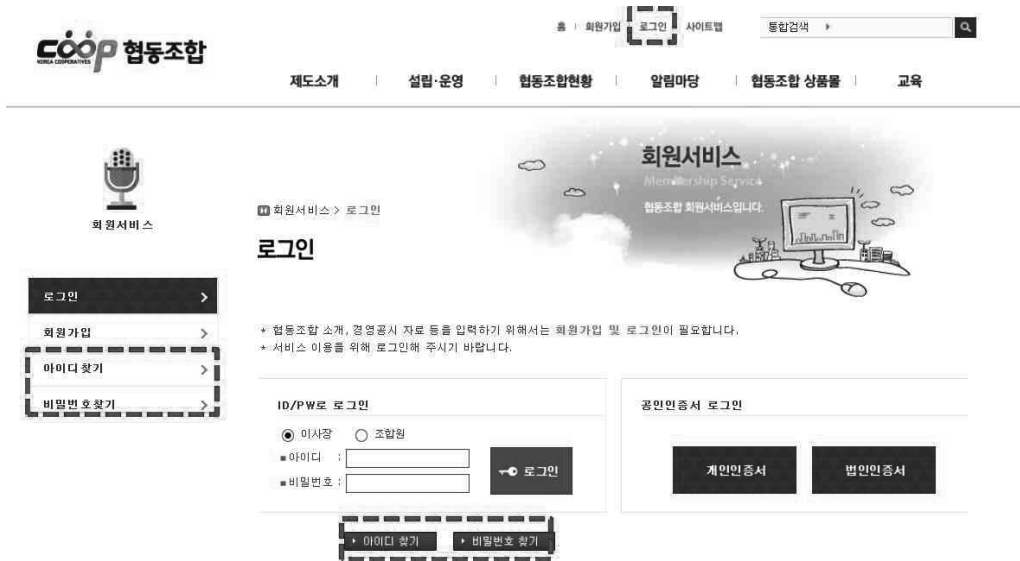 홈 회원가입 로그인 사이트맵 통합검색
COOP 협동조합
KOREA COOPERATIVES
제도소개 설립·운영 협동조합현황 알림마당 협동조합 상품몰 교육
회원서비스
Membership Service
협동조합 회원서비스입니다.
회원서비스
회원서비스 > 로그인
로그인
로그인
회원가입
아이디찾기
비밀번호찾기
* 협동조합 소개, 경영공시 자료 등을 입력하기 위해서는 회원가입 및 로그인이 필요합니다.
* 서비스 이용을 위해 로그인해 주시기 바랍니다.
ID/PW로 로그인
이사장 조합원
아이디 :
비밀번호 :
로그인
공인인증서 로그인
개인인증서 법인인증서
아이디 찾기 비밀번호 찾기